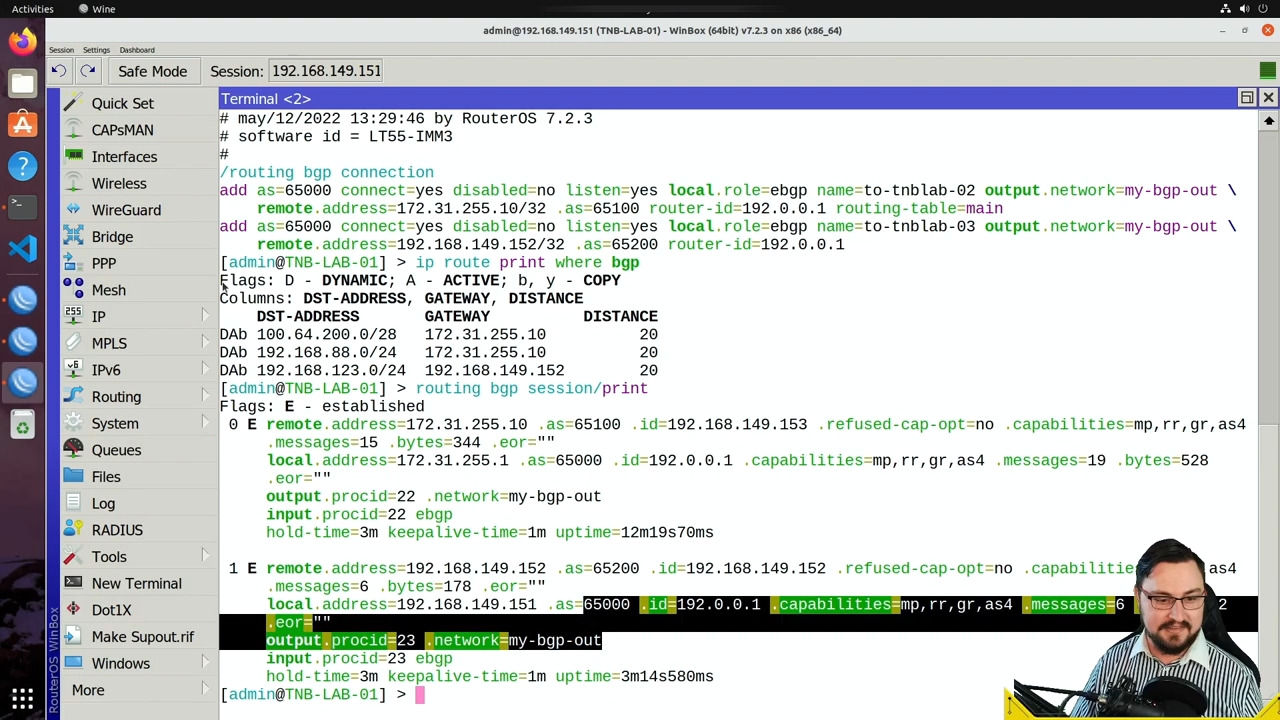 Activities
Wine
admin@192.168.149.151 (TNB-LAB-01) - WinBox (64bit) v7.2.3 on x86 (x86_64)
Session Settings Dashboard
Safe Mode Session: 192.168.149.151
Quick Set
CAPsMAN
Interfaces
Wireless
WireGuard
Bridge
PPP
Mesh
255 IP
MPLS
v6 IPv6
Routing
System
Queues
Files
Log
RADIUS
Tools
New Terminal
Dot1X
Make Supout.rif
Windows
More
RouterOS WinBox
Terminal <2>
# may/12/2022 13:29:46 by RouterOS 7.2.3
# software id = LT55-IMM3
#
/routing bgp connection
add as=65000 connect=yes disabled=no listen=yes local.role=ebgp name=to-tnblab-02 output.network=my-bgp-out \
remote.address=172.31.255.10/32 .as=65100 router-id=192.0.0.1 routing-table=main
add as=65000 connect=yes disabled=no listen=yes local.role=ebgp name=to-tnblab-03 output.network=my-bgp-out \
remote.address=192.168.149.152/32 .as=65200 router-id=192.0.0.1
[admin@TNB-LAB-01] > ip route print where bgp
Flags: D - DYNAMIC; A - ACTIVE; b, y - COPY
Columns: DST-ADDRESS, GATEWAY, DISTANCE
DST-ADDRESS GATEWAY DISTANCE
DAb 100.64.200.0/28 172.31.255.10 20
DAb 192.168.88.0/24 172.31.255.10 20
DAb 192.168.123.0/24 192.168.149.152 20
[admin@TNB-LAB-01] > routing bgp session/print
Flags: E - established
0 E remote.address=172.31.255.10 .as=65100 .id=192.168.149.153 .refused-cap-opt=no .capabilities=mp,rr,gr,as4
.messages=15 .bytes=344 .eor=""
local.address=172.31.255.1 .as=65000 .id=192.0.0.1 .capabilities=mp,rr,gr,as4 .messages=19 .bytes=528
.eor=""
output.procid=22 .network=my-bgp-out
input.procid=22 ebgp
hold-time=3m keepalive-time=1m uptime=12m19s70ms
1 E remote.address=192.168.149.152 .as=65200 .id=192.168.149.152 .refused-cap-opt=no .capabilitie ,as4
.messages=6 .bytes=178 .eor=""
local.address=192.168.149.151 .as=65000 .id=192.0.0.1 .capabilities=mp,rr,gr,as4 .messages=6 2
.eor=""
output.procid=23 .network=my-bgp-out
input.procid=23 ebgp
hold-time=3m keepalive-time=1m uptime=3m14s580ms
[admin@TNB-LAB-01] >